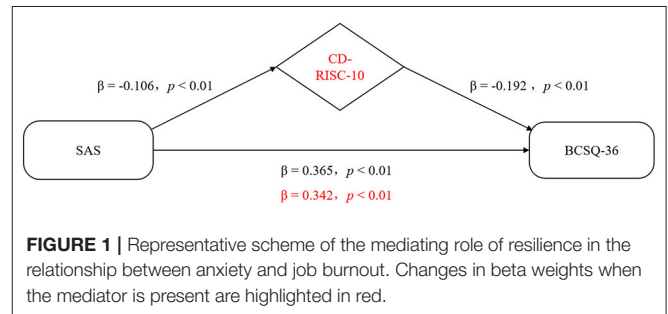 CD-
RISC-10
β = -0.106, p < 0.01
β = -0.192 , p < 0.01
SAS
BCSQ-36
β = 0.365, p < 0.01
β = 0.342, p < 0.01
FIGURE 1 | Representative scheme of the mediating role of resilience in the
relationship between anxiety and job burnout. Changes in beta weights when
the mediator is present are highlighted in red.